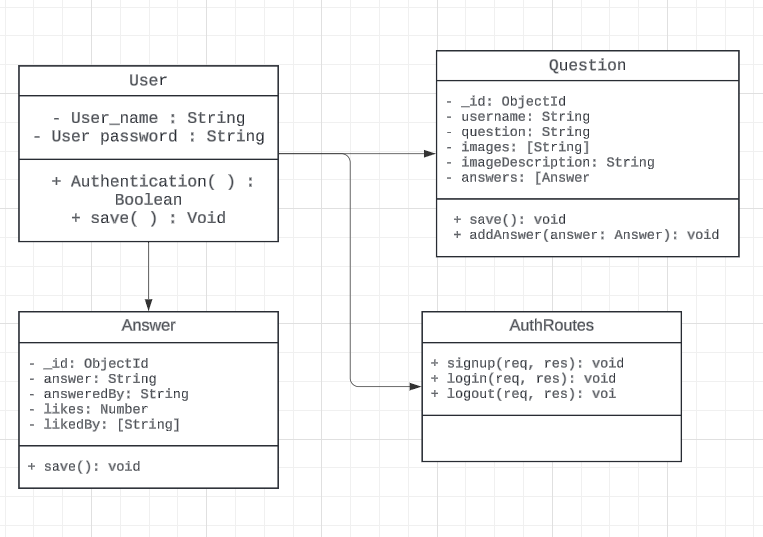 User
- User_name : String
- User password : String
+ Authentication( ) :
Boolean
+ save( ) : Void
Question
- _id: ObjectId
- username: String
- question: String
- images: [String]
- imageDescription: String
- answers: [Answer
+ save(): void
+ addAnswer(answer: Answer): void
Answer
- _id: ObjectId
- answer: String
- answeredBy: String
- likes: Number
- likedBy: [String]
+ save(): void
AuthRoutes
+ signup(req, res): void
+ login(req, res): void
+ logout(req, res): voi